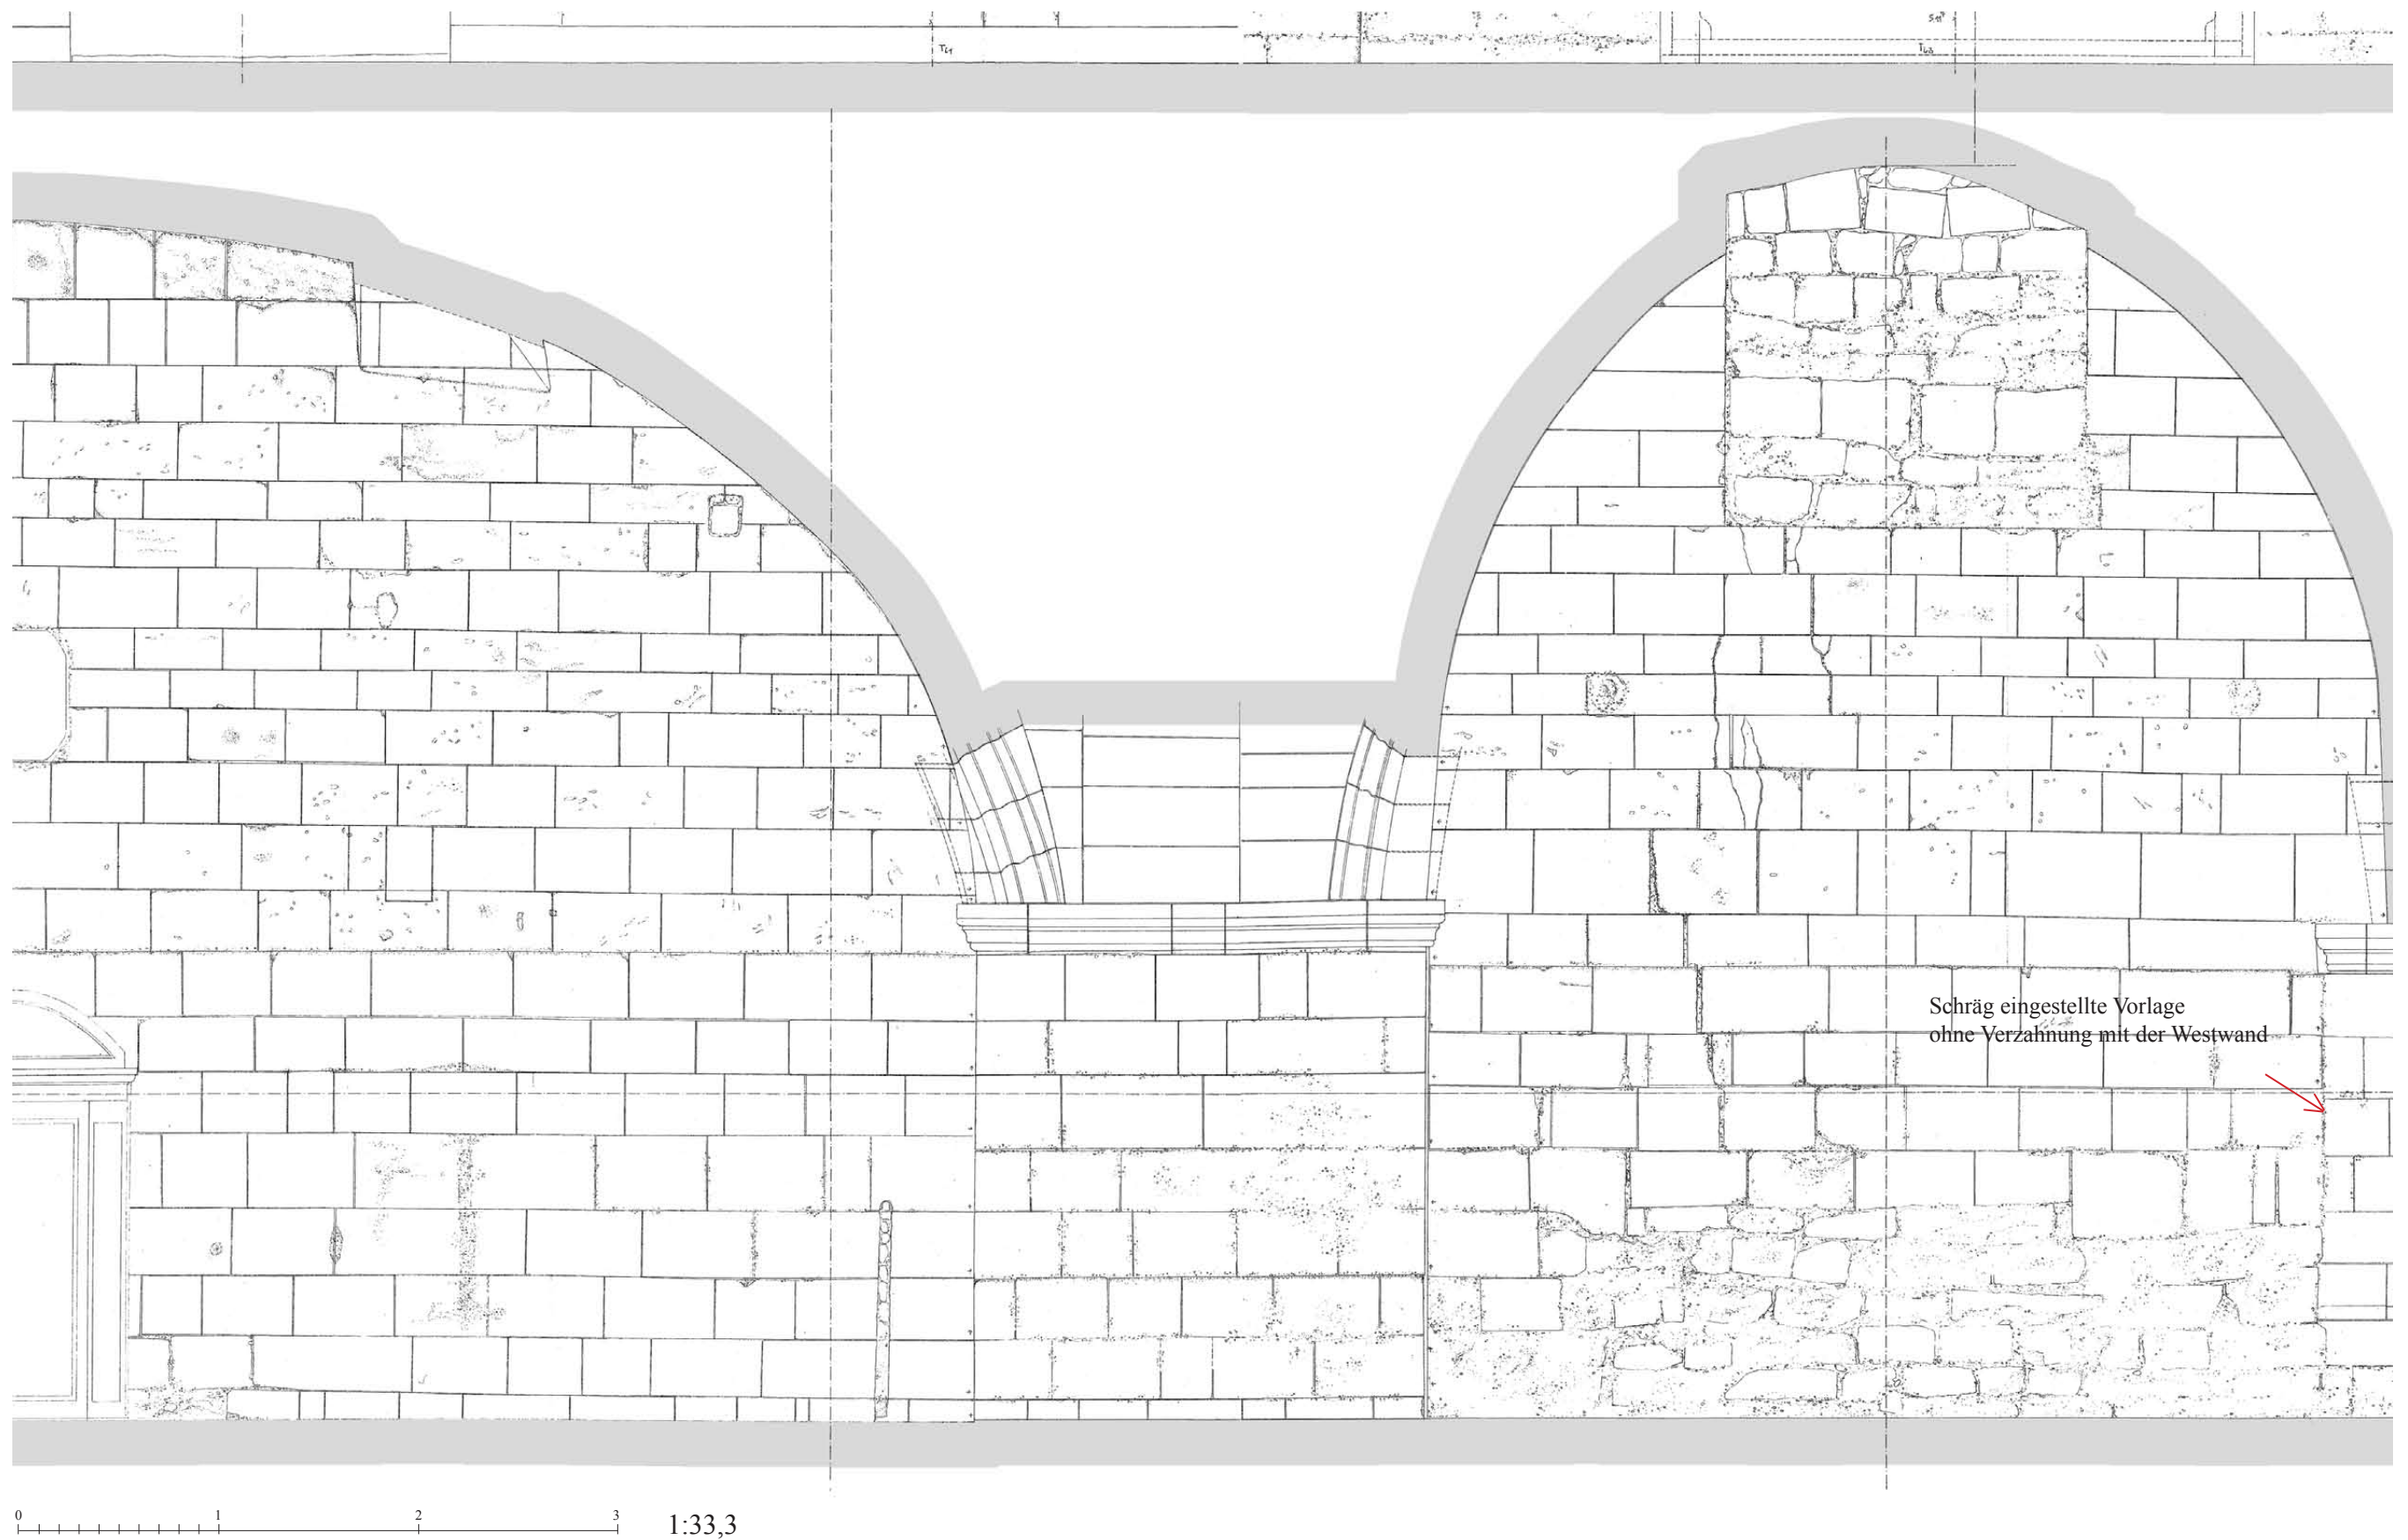 Schräg eingestellte Vorlage
ohne Verzahnung mit der Westwand
0 1 2 3
1:33,3